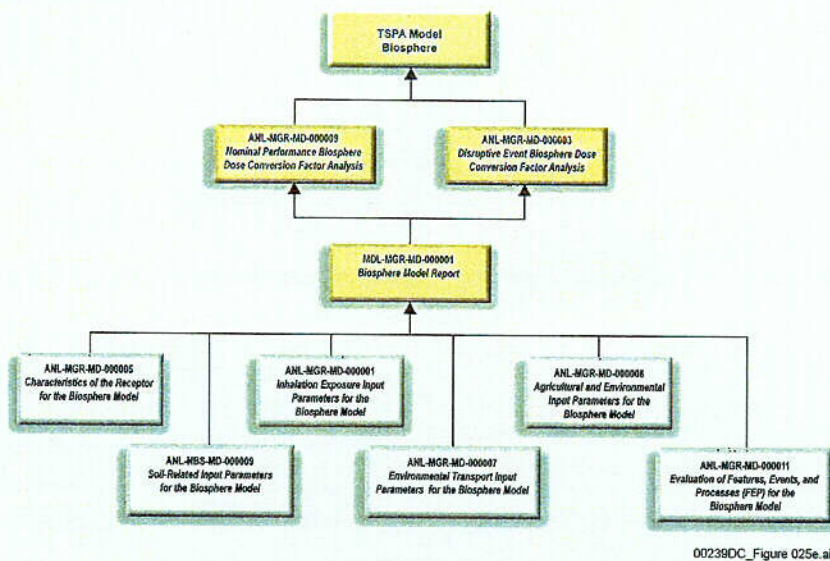 TSPA Model
Biosphere
ANL-MGR-MD-000009
Nominal Performance Biosphere
Dose Conversion Factor Analysis
ANL-MGR-MD-000003
Disruptive Event Biosphere Dose
Conversion Factor Analysis
MDL-MGR-MD-000001
Biosphere Model Report
ANL-MGR-MD-000005
Characteristics of the Receptor
for the Biosphere Model
ANL-MGR-MD-000001
Inhalation Exposure Input
Parameters for the
Biosphere Model
ANL-MGR-MD-000006
Agricultural and Environmental
Input Parameters for the
Biosphere Model
ANL-NBS-MD-000009
Soil-Related Input Parameters
for the Biosphere Model
ANL-MGR-MD-000007
Environmental Transport Input
Parameters for the Biosphere Model
ANL-MGR-MD-000011
Evaluation of Features, Events, and
Processes (FEP) for the
Biosphere Model
00239DC_Figure 025e.ai